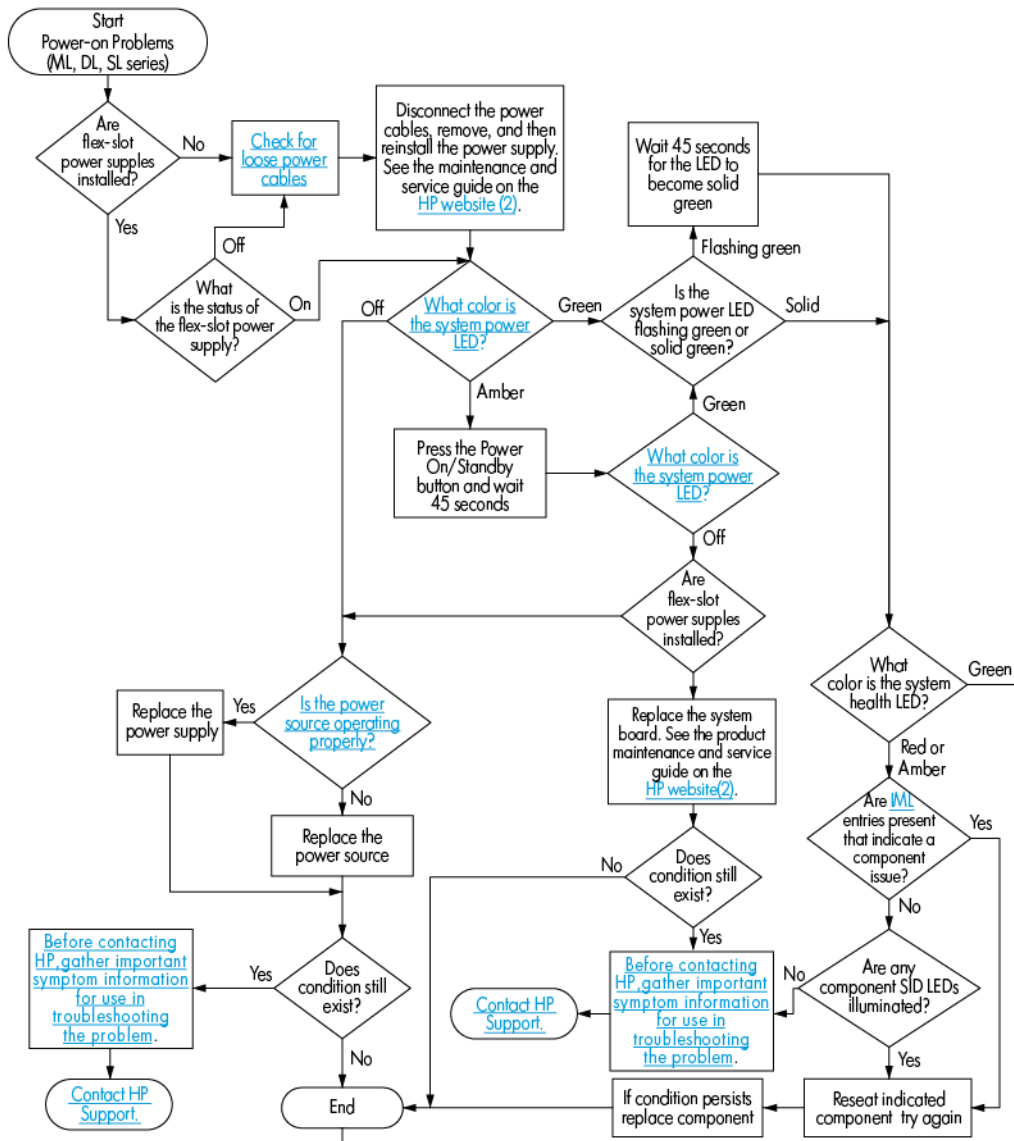 Start
Power-on Problems
(ML, DL, SL series)
Are
flex-slot
power supples
installed?
No
Yes
Check for
loose power
cables
Disconnect the power
cables, remove, and then
reinstall the power supply.
See the maintenance and
service guide on the
HP website (2).
Wait 45 seconds
for the LED to
become solid
green
Off
What
is the status of
the flex-slot power
supply?
On
Off
What color is
the system power
LED?
Green
Flashing green
Is the
system power LED
flashing green or
solid green?
Solid
Amber
Green
Press the Power
On/Standby
button and wait
45 seconds
What color is
the system power
LED?
Off
Are
flex-slot
power supples
installed?
What
color is the system
health LED?
Green
Replace the
power supply
Yes
Is the power
source operating
properly?
Replace the system
board. See the product
maintenance and service
guide on the
HP website(2).
Red or
Amber
No
Are IML
entries present
that indicate a
component
issue?
Yes
Replace the
power source
No
Does
condition still
exist?
No
Yes
Before contacting
HP,gather important
symptom information
for use in
troubleshooting
the problem.
Yes
Does
condition still
exist?
Contact HP
Support.
Before contacting
HP,gather important
symptom information
for use in
troubleshooting
the problem.
No
Are any
component SID LEDs
illuminated?
No
Yes
Contact HP
Support.
End
If condition persists
replace component
Reseat indicated
component try again